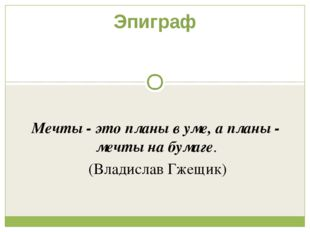 Эпиграф
Мечты - это планы в уме, а планы -
мечты на бумаге.
(Владислав Гжещик)